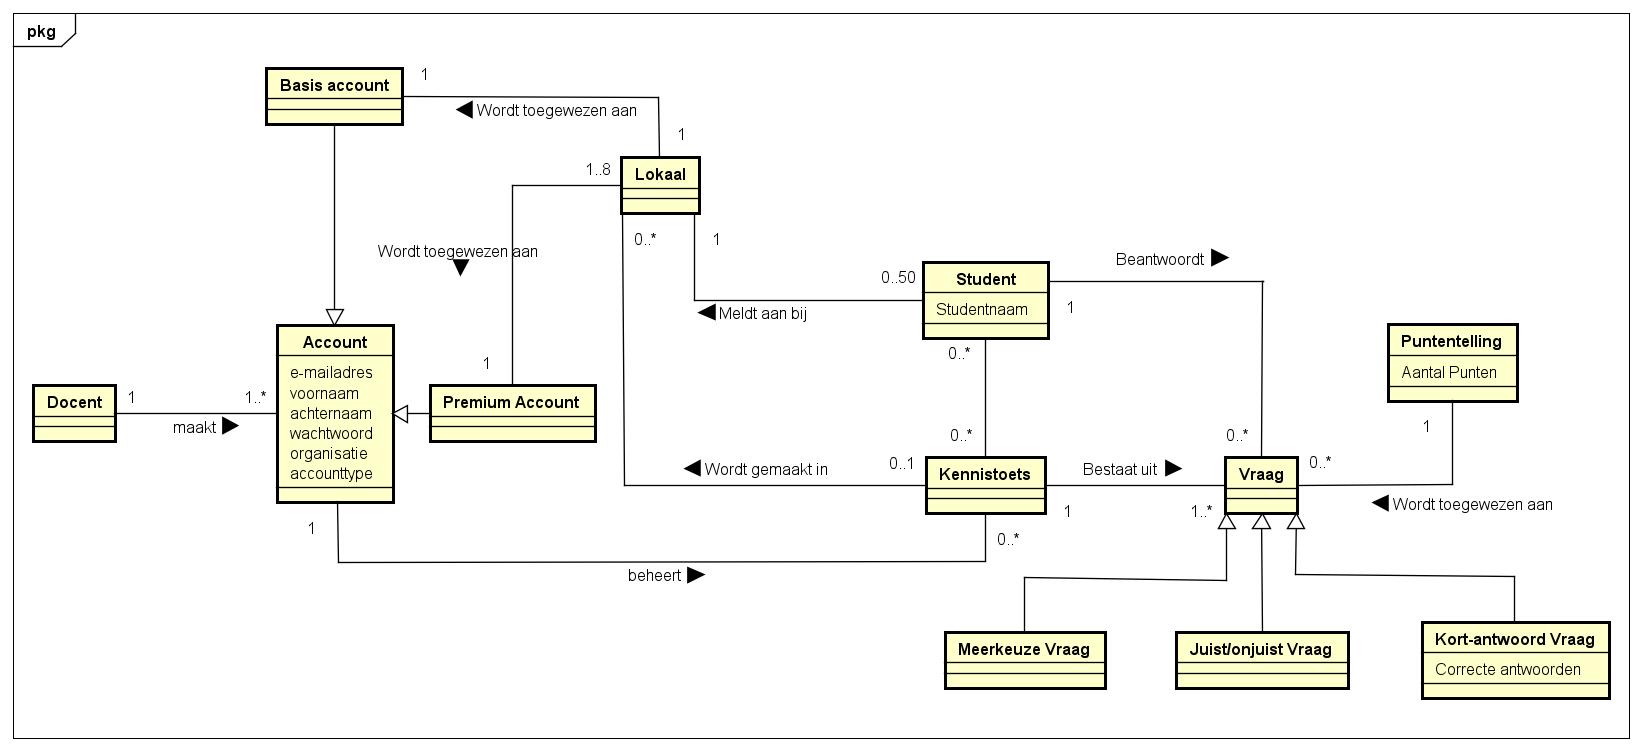 pkg
Basis account
1
Wordt toegewezen aan
1
1..8
Lokaal
Wordt toegewezen aan
0..*
1
0..50
Meldt aan bij
Student
Studentnaam
Beantwoordt
1
0..*
Puntentelling
Aantal Punten
1
Account
e-mailadres
voornaam
achternaam
wachtwoord
organisatie
accounttype
Docent
1
1..*
maakt
1
Premium Account
0..*
0..*
Wordt gemaakt in
0..1
Kennistoets
Bestaat uit
1
1..*
Vraag
0..*
Wordt toegewezen aan
1
0..*
beheert
Meerkeuze Vraag
Juist/onjuist Vraag
Kort-antwoord Vraag
Correcte antwoorden